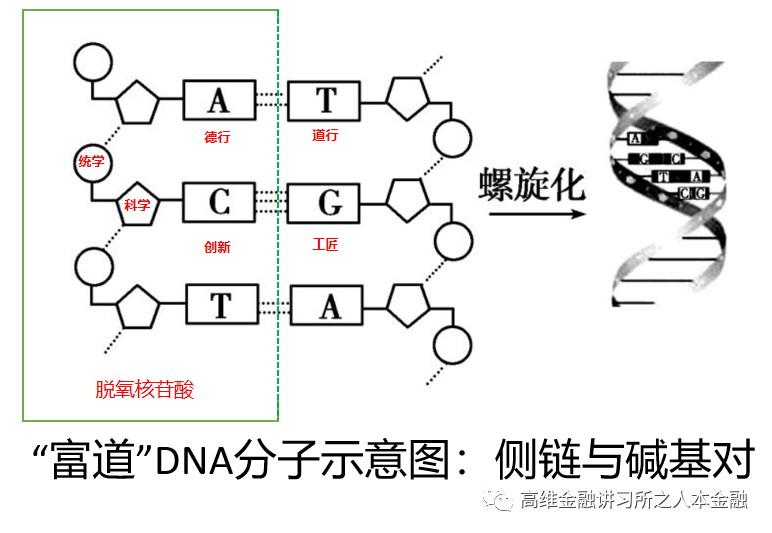 A T
德行 道行
统学
科学 C G
创新 工匠
螺旋化
T A
脱氧核苷酸
A
G C
T A
C G
“富道”DNA分子示意图：侧链与碱基对
高维金融讲习所之人本金融